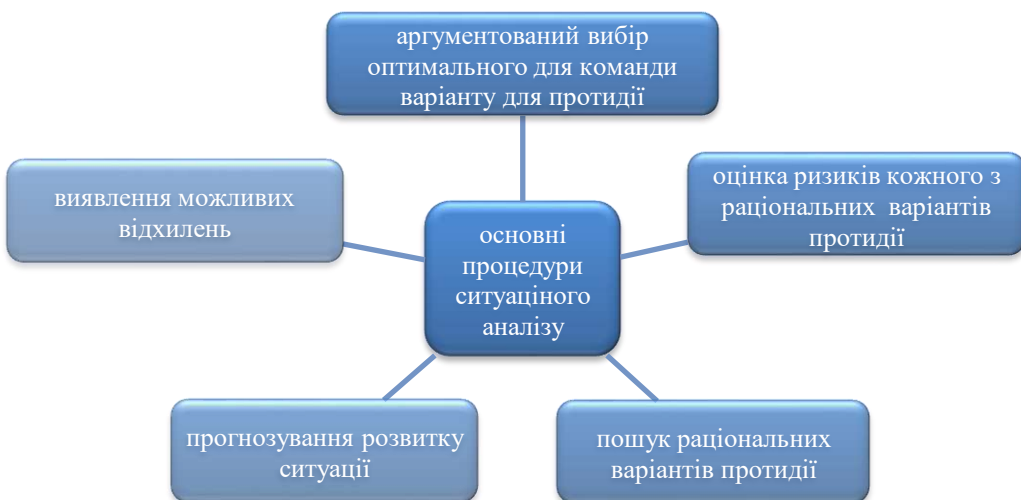 аргументований вибір
оптимального для команди
варіанту для протидії
виявлення можливих
відхилень
оцінка ризиків кожного з
раціональних варіантів
протидії
основні
процедури
ситуаціного
аналізу
прогнозування розвитку
ситуації
пошук раціональних
варіантів протидії